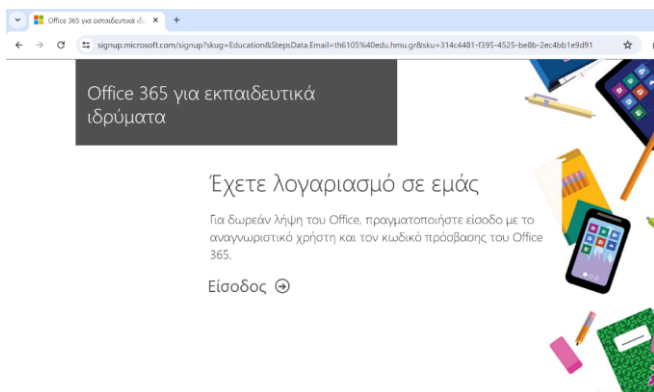 Office 365 για εκπαιδευτικά ιδ
signup.microsoft.com/signup?skug=Education&StepsData.Email=th6105%40edu.hmu.gr&sku=314c4481-f395-4525-be8b-2ec4bb1e9d91
Office 365 για εκπαιδευτικά
ιδρύματα
Έχετε λογαριασμό σε εμάς
Για δωρεάν λήψη του Office, πραγματοποιήστε είσοδο με το
αναγνωριστικό χρήστη και τον κωδικό πρόσβασης του Office
365.
Είσοδος